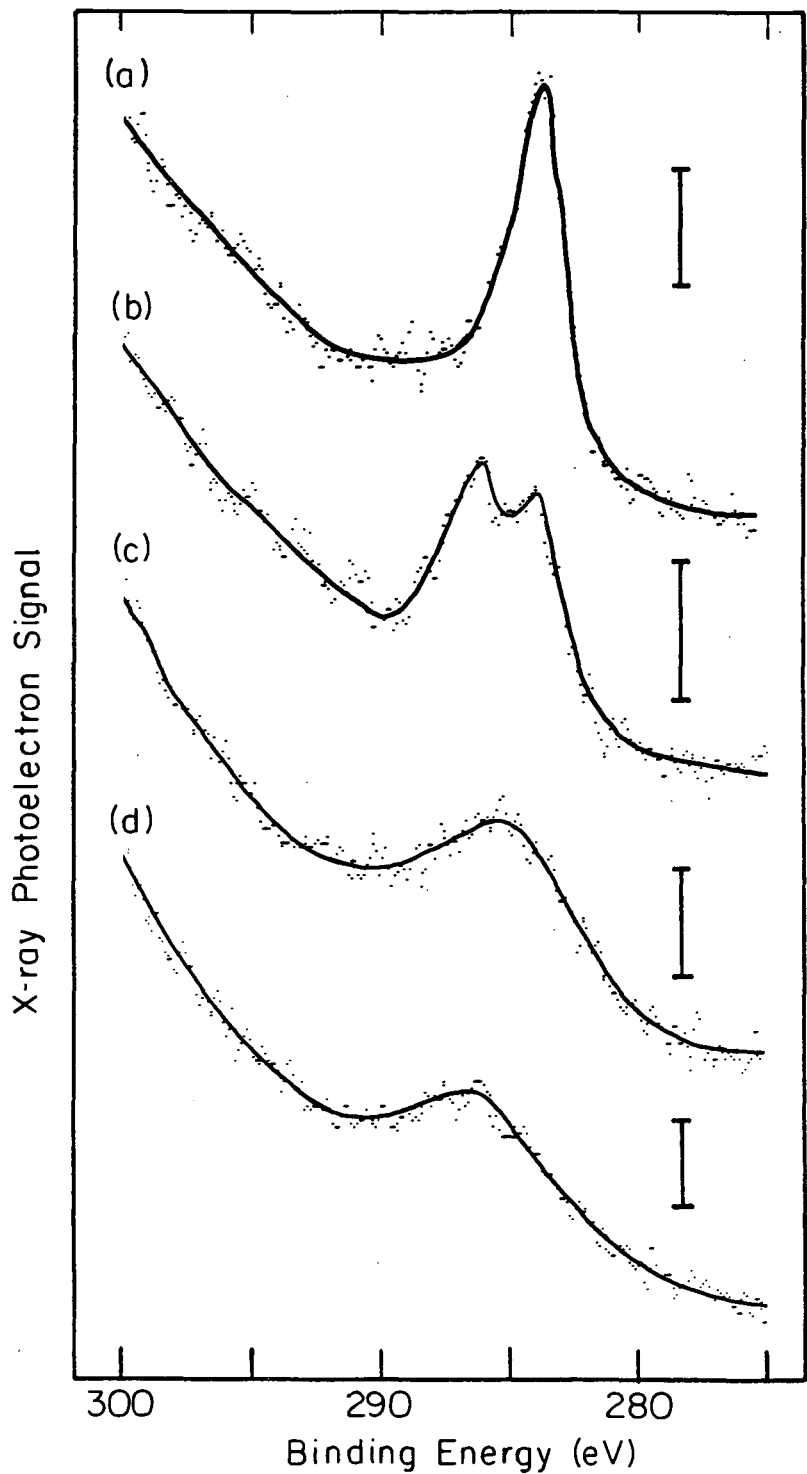 (a)
(b)
(c)
(d)
X-ray Photoelectron Signal
300 290 280
Binding Energy (eV)